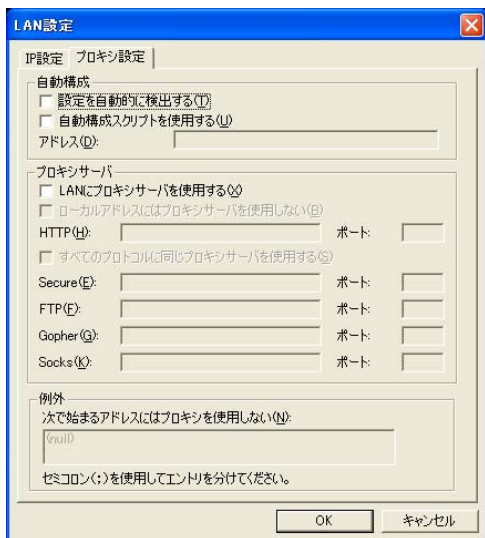 LAN設定
IP設定 プロキシ設定
自動構成
設定を自動的に検出する(T)
自動構成スクリプトを使用する(U)
アドレス(D):
プロキシサーバ
LANにプロキシサーバを使用する(X)
ローカルアドレスにはプロキシサーバを使用しない(B)
HTTP(H): ポート:
すべてのプロトコルに同じプロキシサーバを使用する(S)
Secure(E): ポート:
FTP(F): ポート:
Gopher(G): ポート:
Socks(K): ポート:
例外
次で始まるアドレスにはプロキシを使用しない(N):
(null)
セミコロン(;)を使用してエントリを分けてください。
OK キャンセル